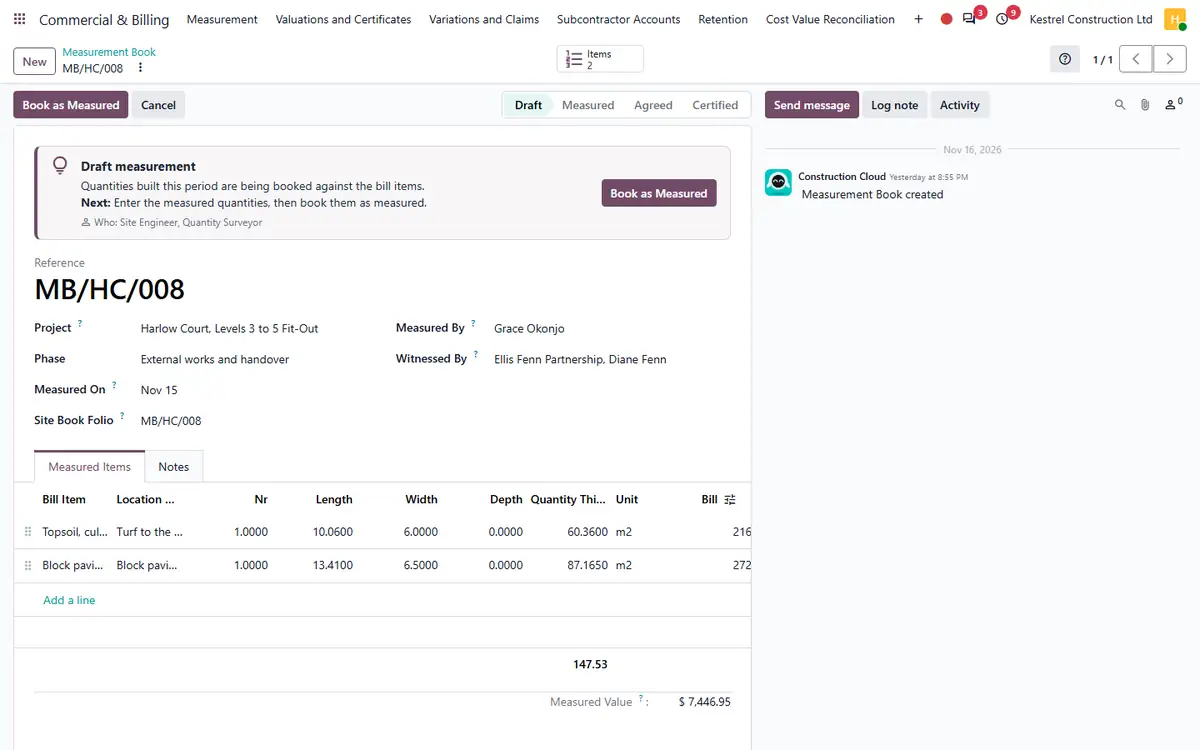 Commercial & Billing Measurement Valuations and Certificates Variations and Claims Subcontractor Accounts Retention Cost Value Reconciliation + 3 9 Kestrel Construction Ltd H
New Measurement Book
MB/HC/008
Items
2
1 / 1
Book as Measured Cancel Draft Measured Agreed Certified Send message Log note Activity 0
Draft measurement
Quantities built this period are being booked against the bill items.
Next: Enter the measured quantities, then book them as measured.
Who: Site Engineer, Quantity Surveyor
Book as Measured
Nov 16, 2026
Construction Cloud Yesterday at 8:55 PM
Measurement Book created
Reference
MB/HC/008
Project ? Harlow Court, Levels 3 to 5 Fit-Out Measured By ? Grace Okonjo
Phase External works and handover Witnessed By ? Ellis Fenn Partnership, Diane Fenn
Measured On ? Nov 15
Site Book Folio ? MB/HC/008
Measured Items Notes
Bill Item Location ... Nr Length Width Depth Quantity Thi... Unit Bill
Topsoil, cul... Turf to the ... 1.0000 10.0600 6.0000 0.0000 60.3600 m2 216
Block pavi... Block pavi... 1.0000 13.4100 6.5000 0.0000 87.1650 m2 272
Add a line
147.53
Measured Value ? : $ 7,446.95